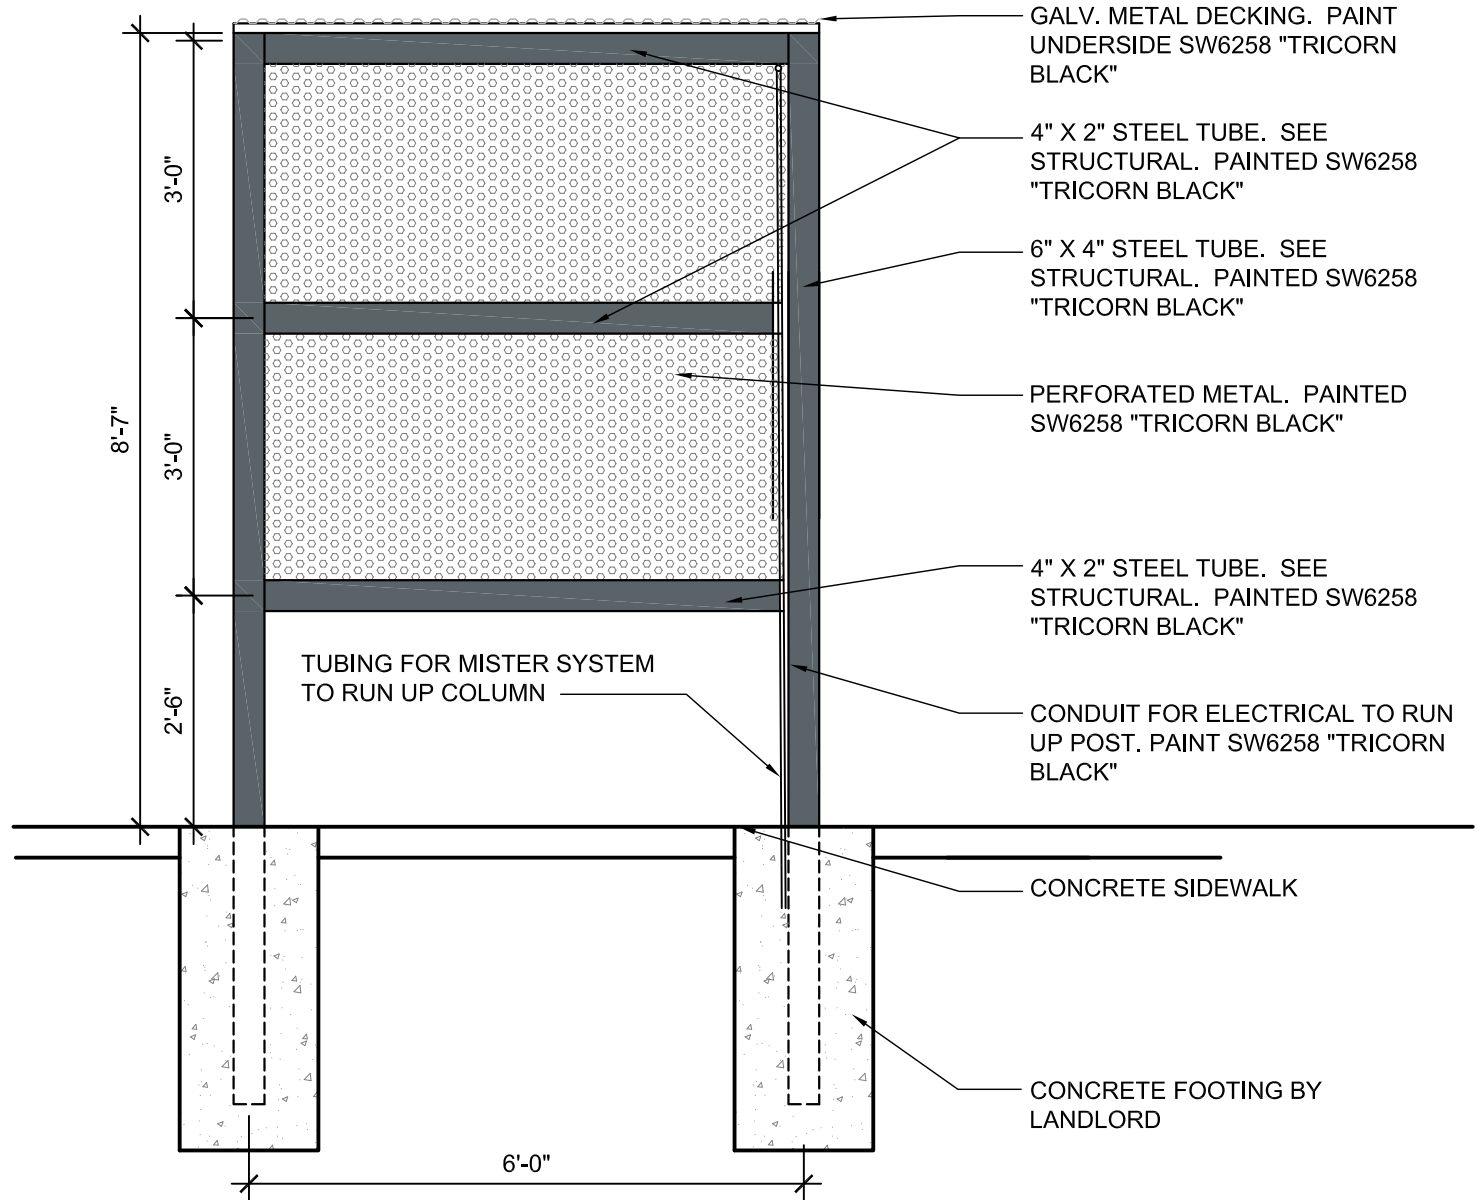 GALV. METAL DECKING. PAINT
UNDERSIDE SW6258 "TRICORN
BLACK"
4" X 2" STEEL TUBE. SEE
STRUCTURAL. PAINTED SW6258
"TRICORN BLACK"
6" X 4" STEEL TUBE. SEE
STRUCTURAL. PAINTED SW6258
"TRICORN BLACK"
PERFORATED METAL. PAINTED
SW6258 "TRICORN BLACK"
4" X 2" STEEL TUBE. SEE
STRUCTURAL. PAINTED SW6258
"TRICORN BLACK"
CONDUIT FOR ELECTRICAL TO RUN
UP POST. PAINT SW6258 "TRICORN
BLACK"
CONCRETE SIDEWALK
CONCRETE FOOTING BY
LANDLORD
TUBING FOR MISTER SYSTEM
TO RUN UP COLUMN
8'-7"
3'-0"
3'-0"
2'-6"
6'-0"